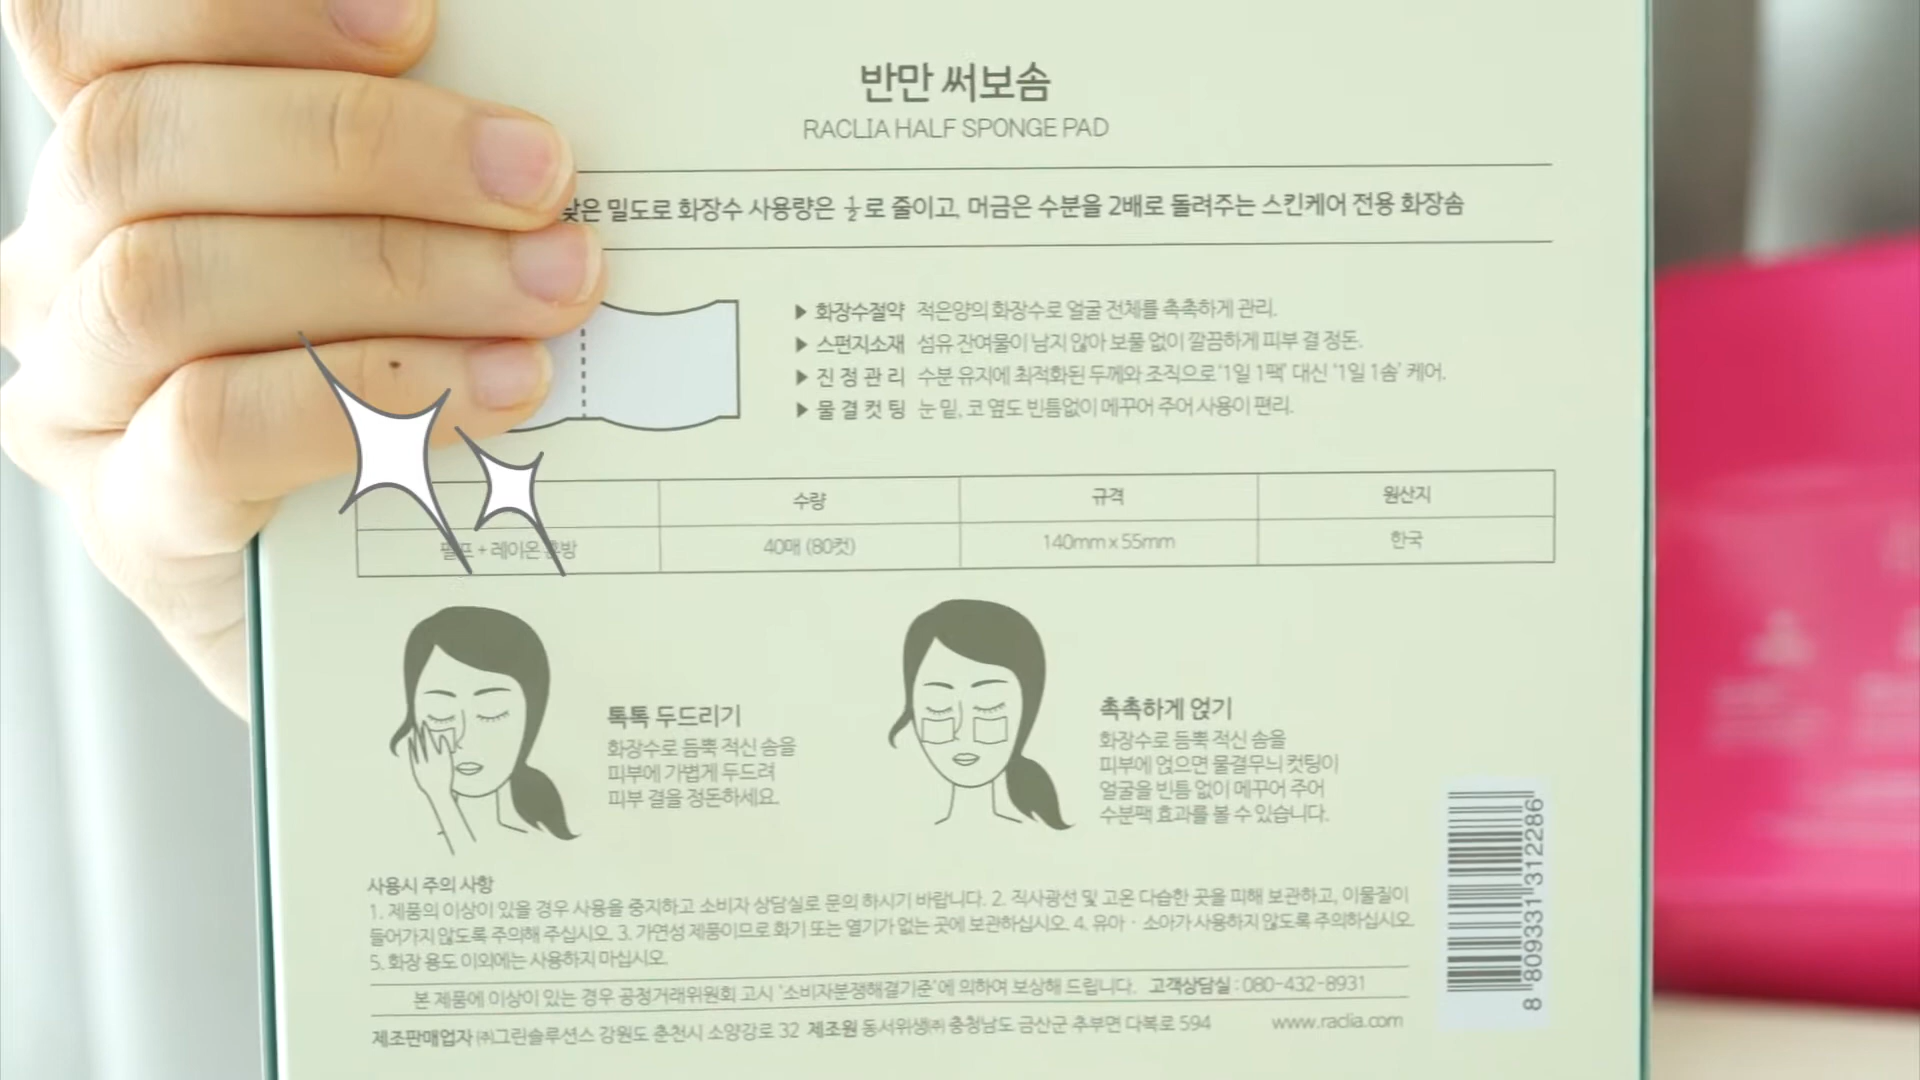 반만 써보솜
RACLIA HALF SPONGE PAD
낮은 밀도로 화장수 사용량은 ½로 줄이고, 머금은 수분을 2배로 돌려주는 스킨케어 전용 화장솜
▶ 화장수절약 적은양의 화장수로 얼굴 전체를 촉촉하게 관리.
▶ 스펀지소재 섬유 잔여물이 남지 않아 보풀 없이 깔끔하게 피부 결 정돈.
▶ 진정관리 수분 유지에 최적화된 두께와 조직으로 '1일 1팩' 대신 '1일 1솜' 케어.
▶ 물결컷팅 눈 밑, 코 옆도 빈틈없이 메꾸어 주어 사용이 편리.
수량 규격 원산지
펄프 + 레이온 혼방 40매 (80컷) 140mm x 55mm 한국
톡톡 두드리기
화장수로 듬뿍 적신 솜을
피부에 가볍게 두드려
피부 결을 정돈하세요.
촉촉하게 얹기
화장수로 듬뿍 적신 솜을
피부에 얹으면 물결무늬 컷팅이
얼굴을 빈틈 없이 메꾸어 주어
수분팩 효과를 볼 수 있습니다.
사용시 주의 사항
1. 제품의 이상이 있을 경우 사용을 중지하고 소비자 상담실로 문의 하시기 바랍니다. 2. 직사광선 및 고온 다습한 곳을 피해 보관하고, 이물질이
들어가지 않도록 주의해 주십시오. 3. 가연성 제품이므로 화기 또는 열기가 없는 곳에 보관하십시오. 4. 유아 · 소아가 사용하지 않도록 주의하십시오.
5. 화장 용도 이외에는 사용하지 마십시오.
본 제품에 이상이 있는 경우 공정거래위원회 고시 '소비자분쟁해결기준'에 의하여 보상해 드립니다. 고객상담실 : 080-432-8931
제조판매업자 ㈜그린솔루션스 강원도 춘천시 소양강로 32 제조원 동서위생㈜ 충청남도 금산군 추부면 다복로 594 www.raclia.com
8 809331 312286